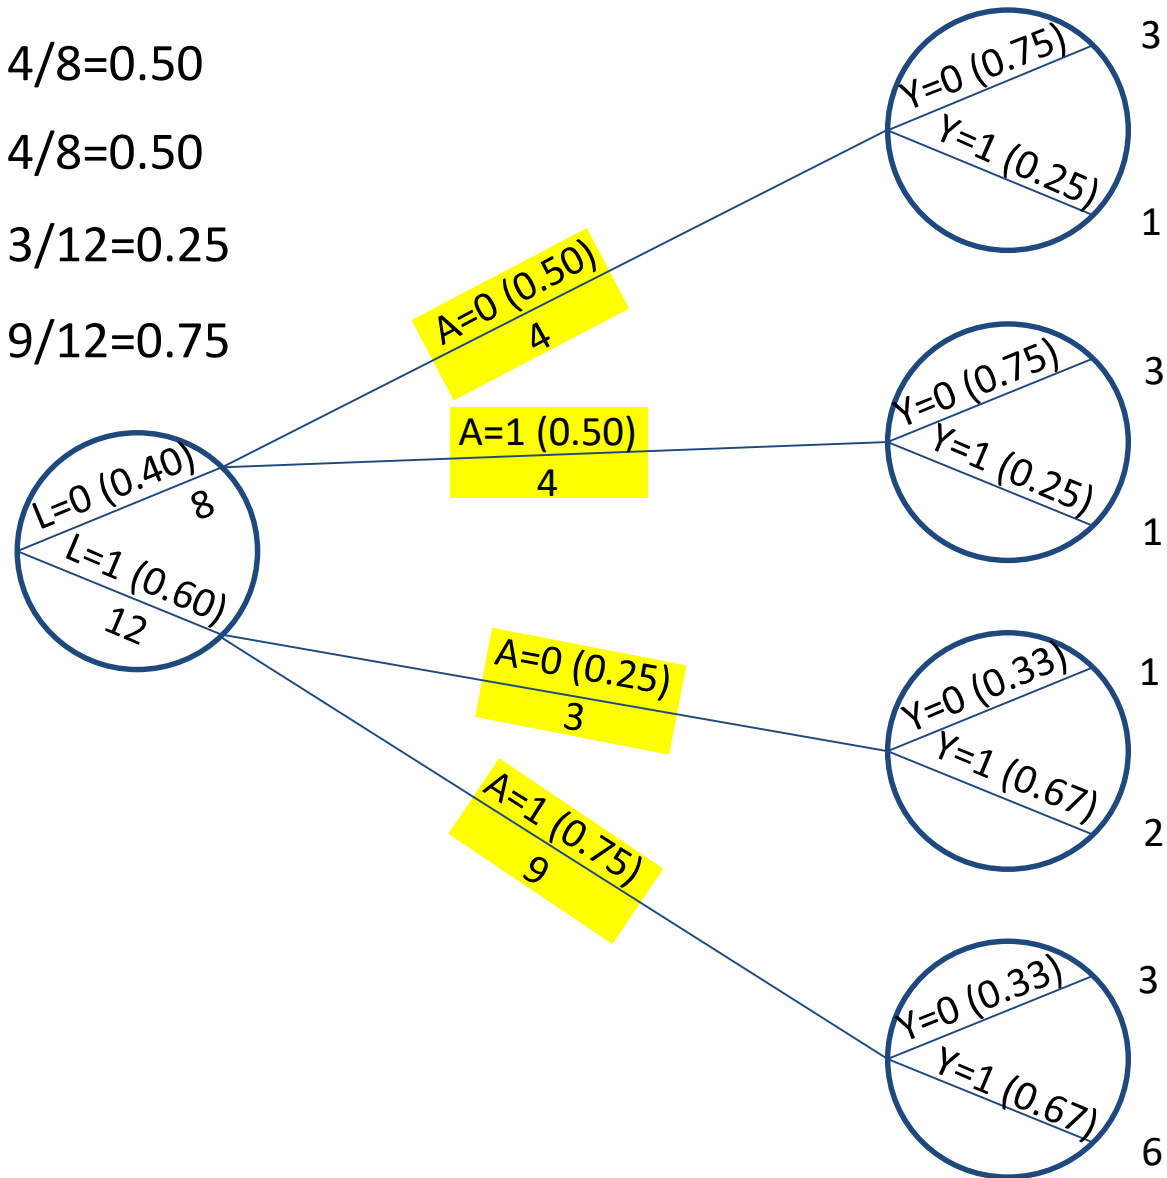 4/8=0.50
4/8=0.50
3/12=0.25
9/12=0.75
L=0 (0.40)
8
L=1 (0.60)
12
A=0 (0.50)
4
A=1 (0.50)
4
A=0 (0.25)
3
A=1 (0.75)
9
Y=0 (0.75)
3
Y=1 (0.25)
1
Y=0 (0.75)
3
Y=1 (0.25)
1
Y=0 (0.33)
1
Y=1 (0.67)
2
Y=0 (0.33)
3
Y=1 (0.67)
6